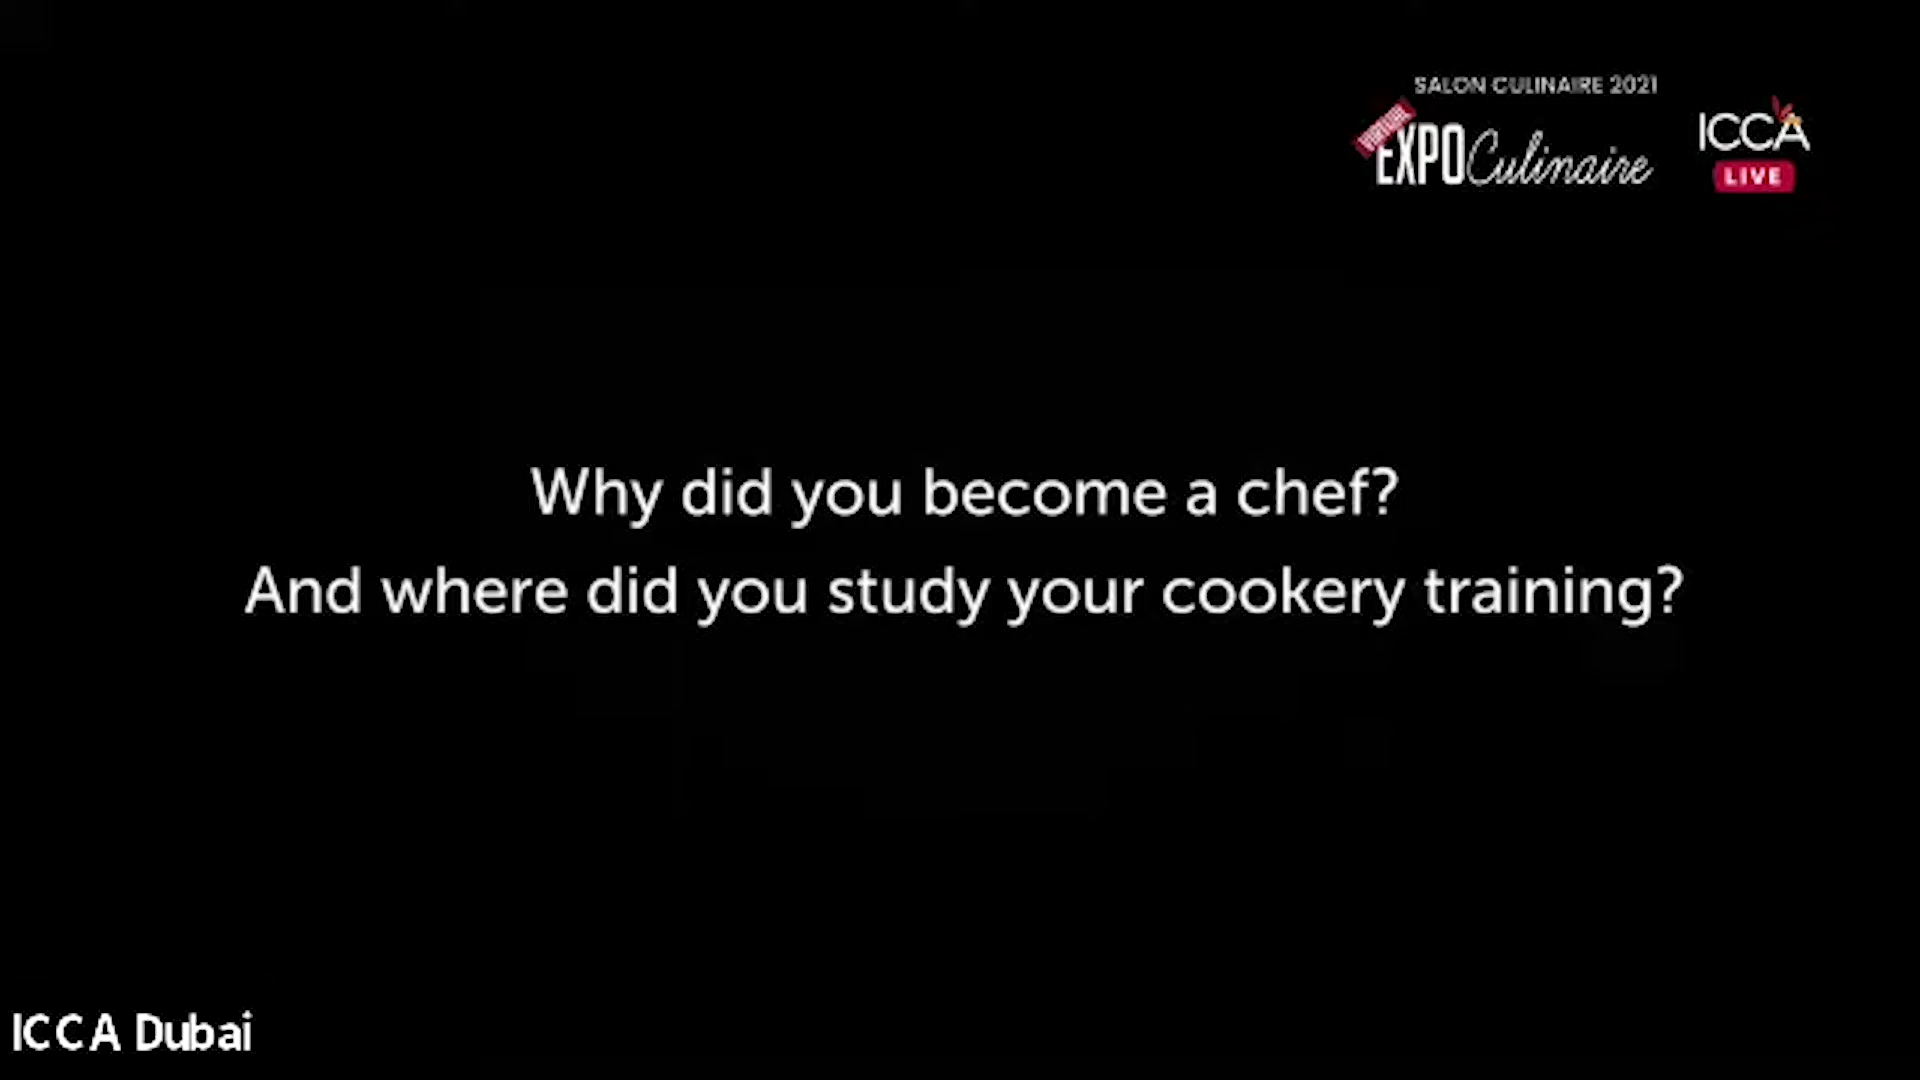 SALON CULINAIRE 2021
VIRTUAL
EXPO Culinaire
ICCA
LIVE
Why did you become a chef?
And where did you study your cookery training?
ICCA Dubai